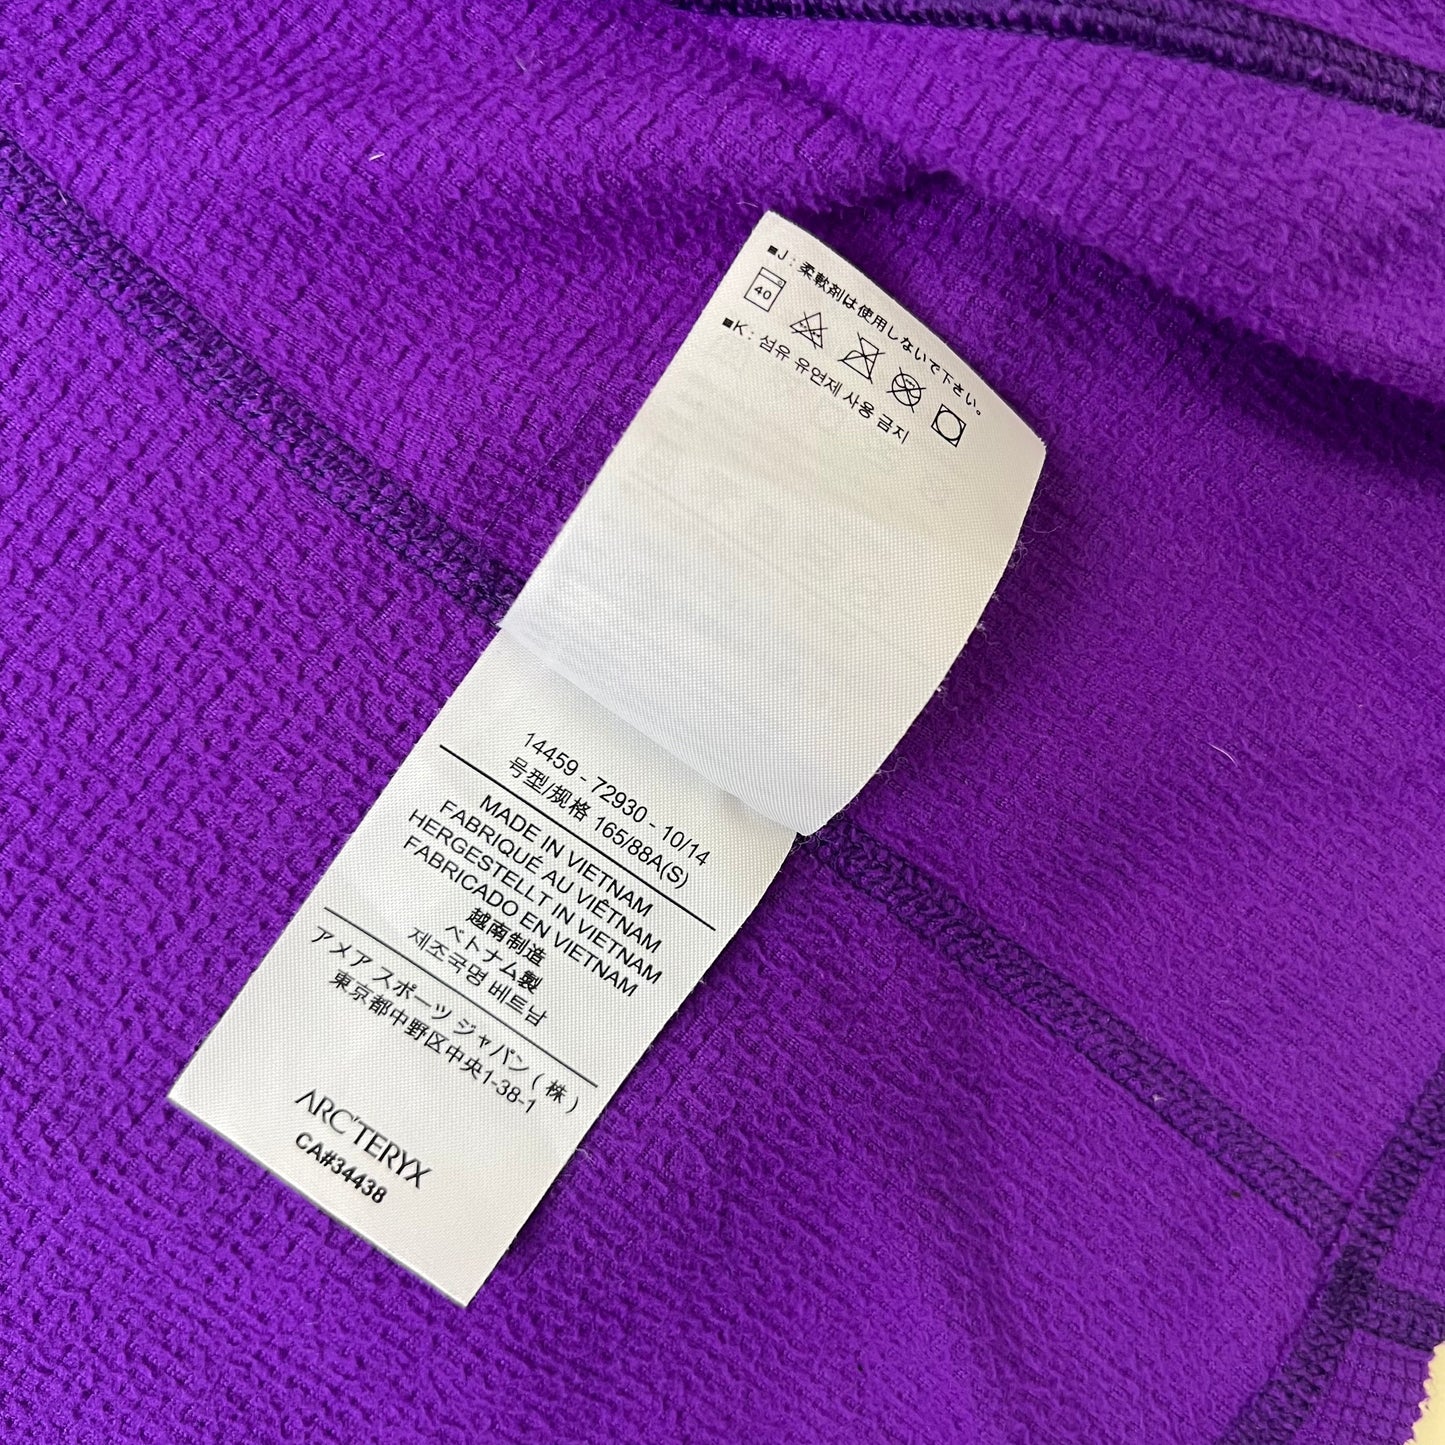 ■J : 柔軟剤は使用しないで下さい。
40
■K : 섬유 유연제 사용 금지
14459 - 72930 - 10/14
号型/规格 165/88A(S)
MADE IN VIETNAM
FABRIQUÉ AU VIÊTNAM
HERGESTELLT IN VIETNAM
FABRICADO EN VIETNAM
越南制造
ベトナム製
제조국명 베트남
アメア スポーツ ジャパン ( 株 )
東京都中野区中央1-38-1
ARC'TERYX
CA#34438